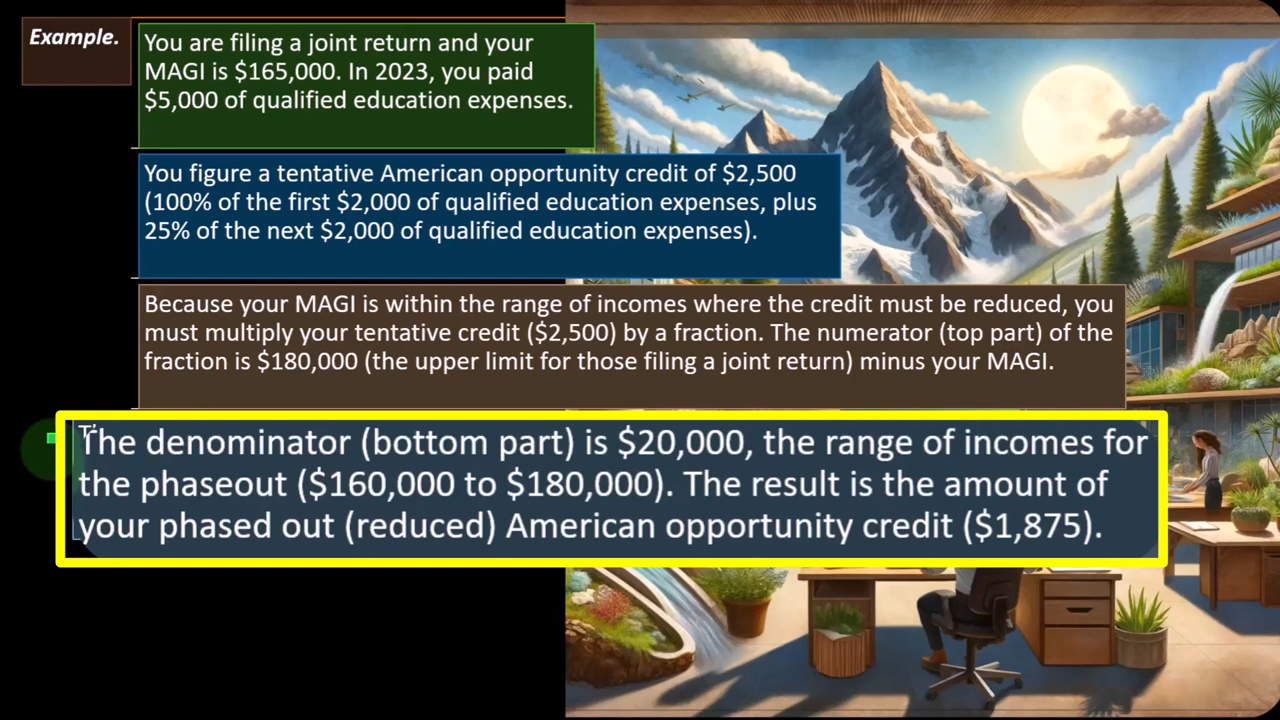 Example.
You are filing a joint return and your
MAGI is $165,000. In 2023, you paid
$5,000 of qualified education expenses.
You figure a tentative American opportunity credit of $2,500
(100% of the first $2,000 of qualified education expenses, plus
25% of the next $2,000 of qualified education expenses).
Because your MAGI is within the range of incomes where the credit must be reduced, you
must multiply your tentative credit ($2,500) by a fraction. The numerator (top part) of the
fraction is $180,000 (the upper limit for those filing a joint return) minus your MAGI.
The denominator (bottom part) is $20,000, the range of incomes for
the phaseout ($160,000 to $180,000). The result is the amount of
your phased out (reduced) American opportunity credit ($1,875).